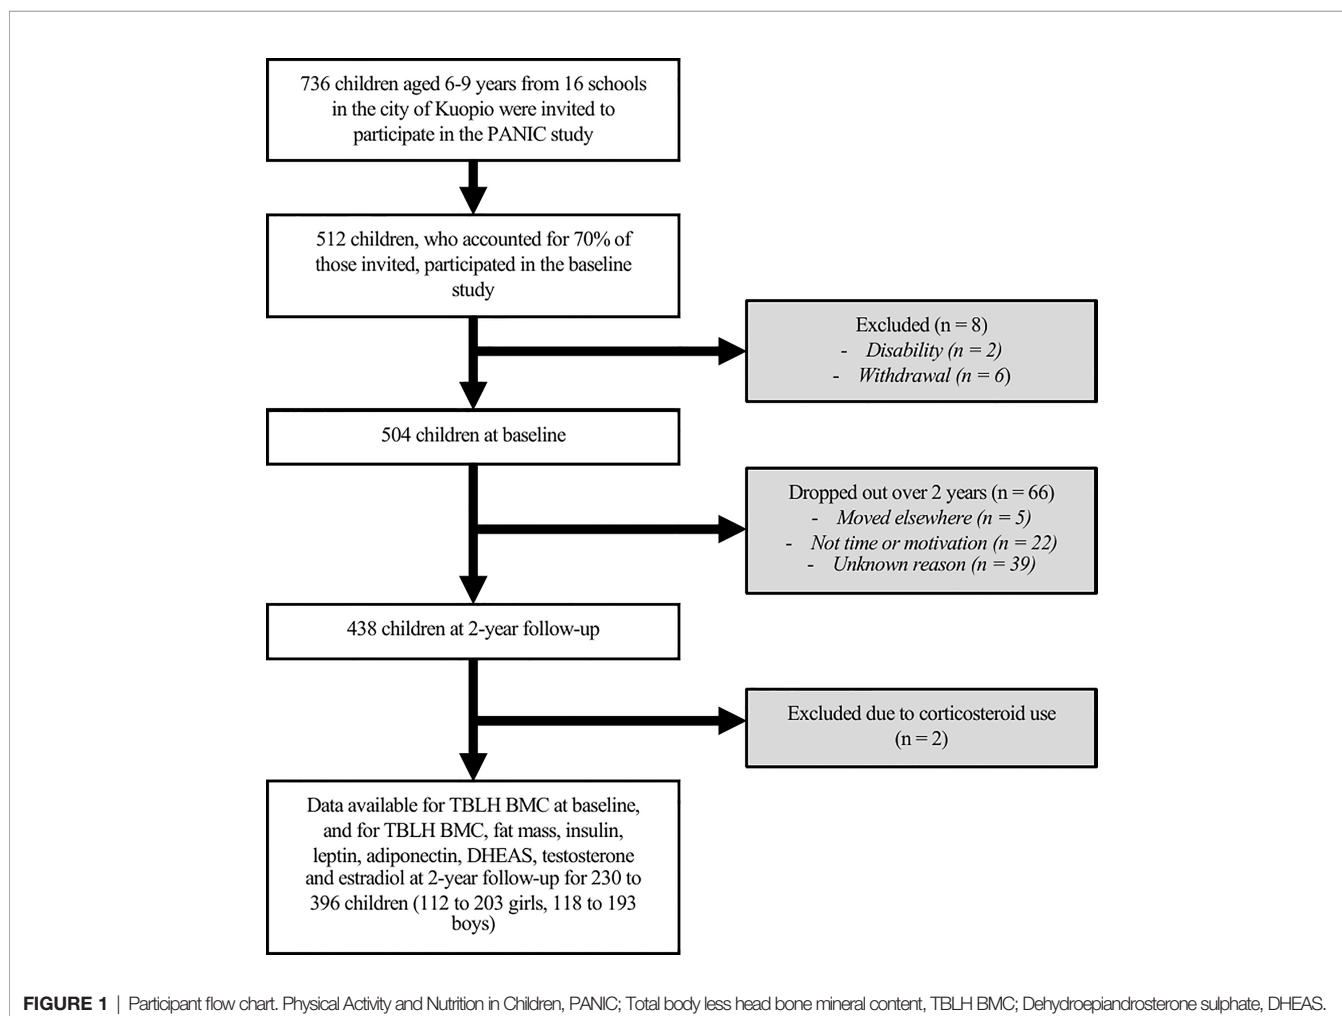 736 children aged 6-9 years from 16 schools
in the city of Kuopio were invited to
participate in the PANIC study
512 children, who accounted for 70% of
those invited, participated in the baseline
study
Excluded (n = 8)
- Disability (n = 2)
- Withdrawal (n = 6)
504 children at baseline
Dropped out over 2 years (n = 66)
- Moved elsewhere (n = 5)
- Not time or motivation (n = 22)
- Unknown reason (n = 39)
438 children at 2-year follow-up
Excluded due to corticosteroid use
(n = 2)
Data available for TBLH BMC at baseline,
and for TBLH BMC, fat mass, insulin,
leptin, adiponectin, DHEAS, testosterone
and estradiol at 2-year follow-up for 230 to
396 children (112 to 203 girls, 118 to 193
boys)
FIGURE 1 | Participant flow chart. Physical Activity and Nutrition in Children, PANIC; Total body less head bone mineral content, TBLH BMC; Dehydroepiandrosterone sulphate, DHEAS.